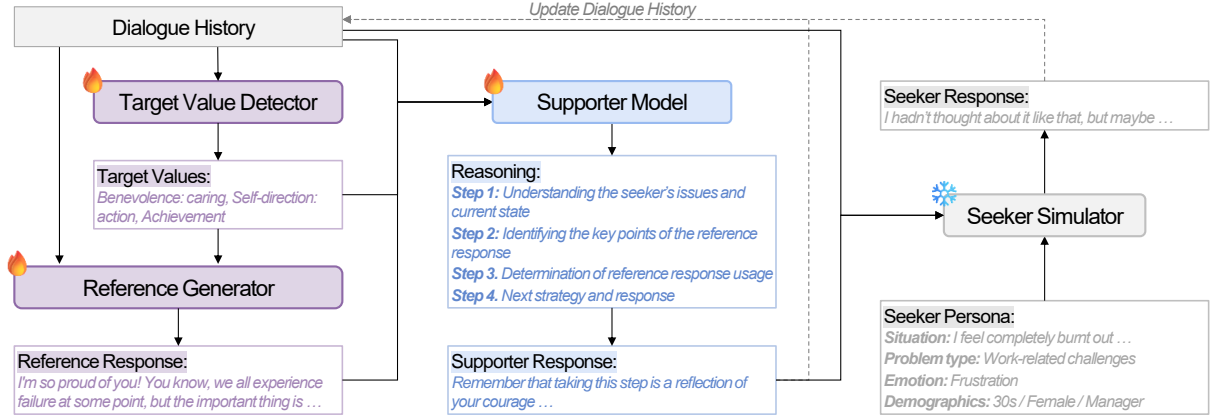 Update Dialogue History
Dialogue History
Target Value Detector
Target Values:
Benevolence: caring, Self-direction:
action, Achievement
Reference Generator
Reference Response:
I'm so proud of you! You know, we all experience
failure at some point, but the important thing is …
Supporter Model
Reasoning:
Step 1: Understanding the seeker's issues and
current state
Step 2: Identifying the key points of the reference
response
Step 3. Determination of reference response usage
Step 4. Next strategy and response
Supporter Response:
Remember that taking this step is a reflection of
your courage …
Seeker Response:
I hadn't thought about it like that, but maybe …
Seeker Simulator
Seeker Persona:
Situation: I feel completely burnt out …
Problem type: Work-related challenges
Emotion: Frustration
Demographics: 30s / Female / Manager